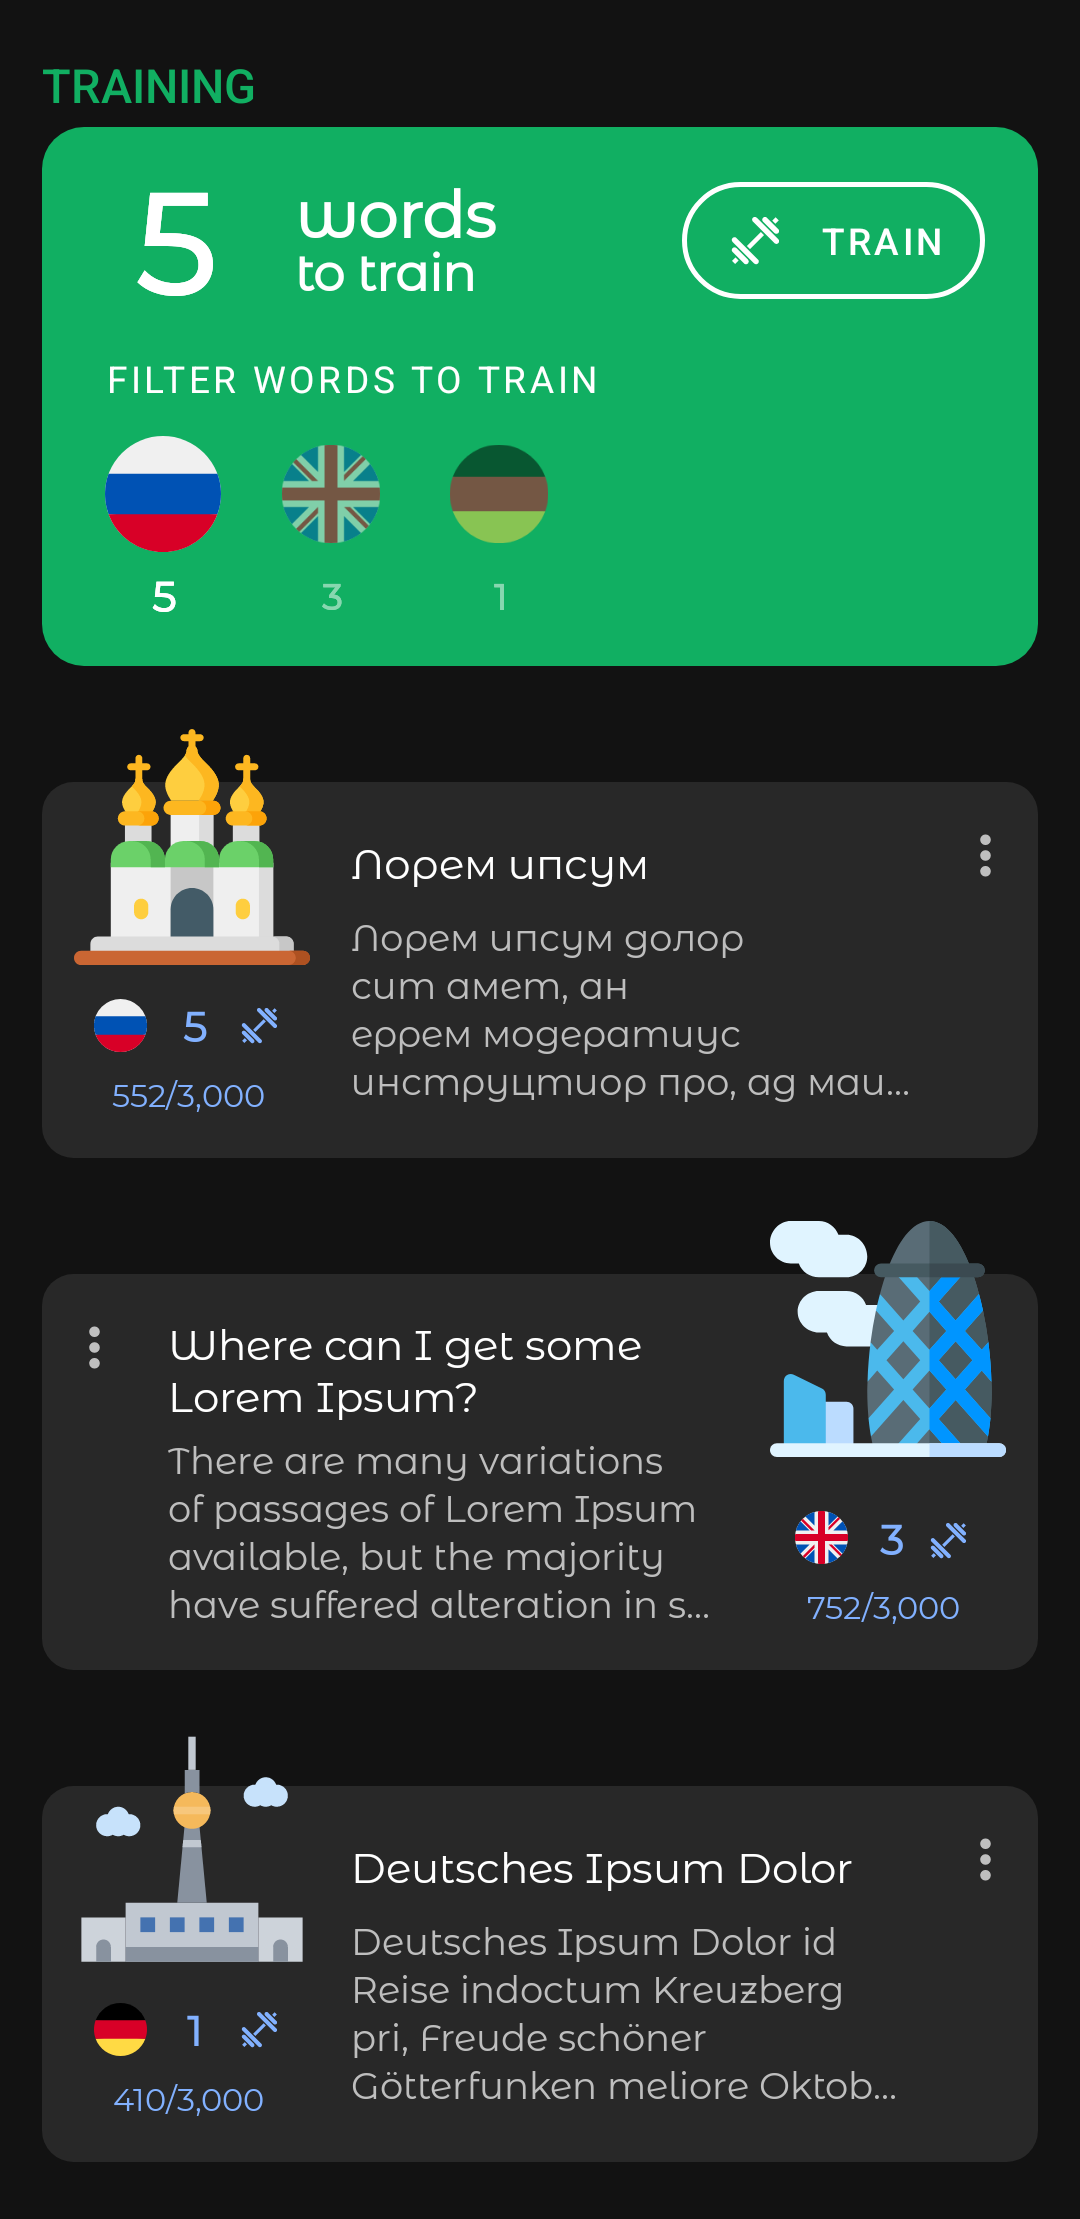 TRAINING
5
words
to train
TRAIN
FILTER WORDS TO TRAIN
5
3
1
Лорем ипсум
Лорем ипсум долор
сит амет, ан
еррем модератиус
инструцтиор про, ад маи...
5
552/3,000
Where can I get some
Lorem Ipsum?
There are many variations
of passages of Lorem Ipsum
available, but the majority
have suffered alteration in s...
3
752/3,000
Deutsches Ipsum Dolor
Deutsches Ipsum Dolor id
Reise indoctum Kreuzberg
pri, Freude schöner
Götterfunken meliore Oktob...
1
410/3,000